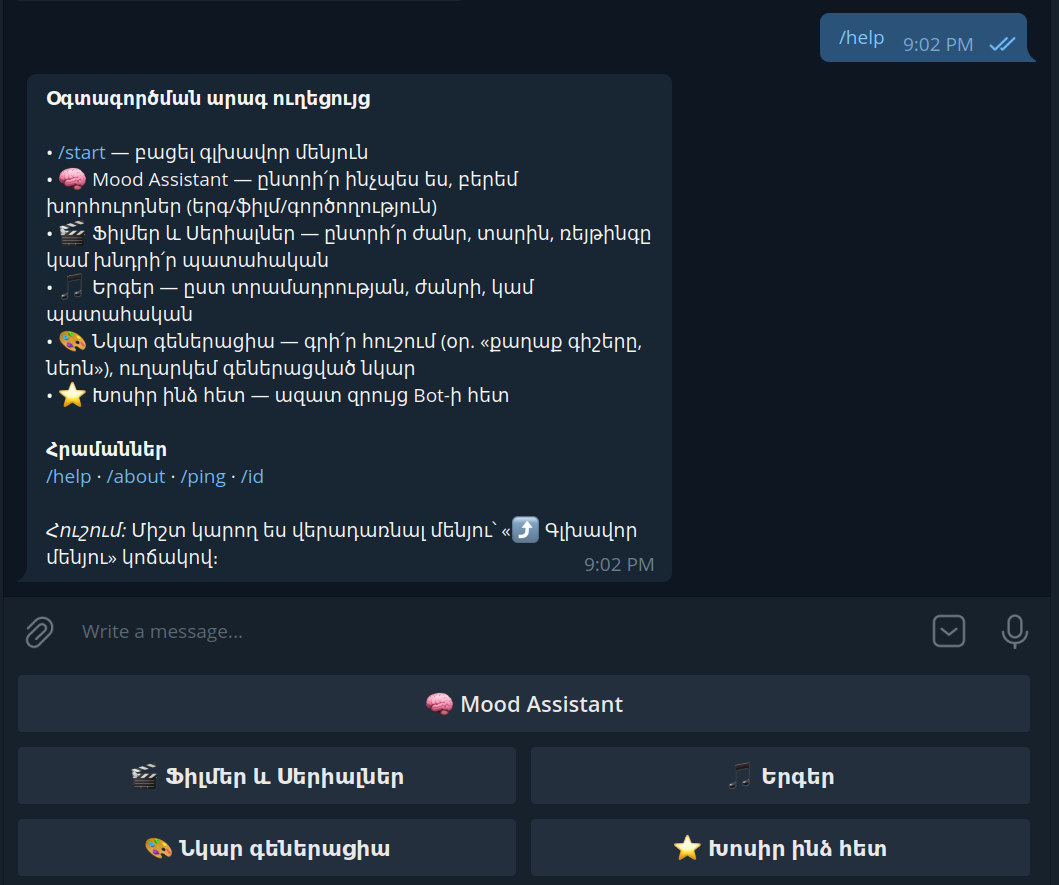 /help 9:02 PM
Օգտագործման արագ ուղեցույց
• /start — բացել գլխավոր մենյուն
• 🧠 Mood Assistant — ընտրի՛ր ինչպես ես, բերեմ
խորհուրդներ (երգ/ֆիլմ/գործողություն)
• 🎬 Ֆիլմեր և Սերիալներ — ընտրի՛ր ժանր, տարին, ռեյթինգը
կամ խնդրի՛ր պատահական
• 🎵 Երգեր — ըստ տրամադրության, ժանրի, կամ
պատահական
• 🎨 Նկար գեներացիա — գրի՛ր հուշում (օր. «քաղաք գիշերը,
նեոն»), ուղարկեմ գեներացված նկար
• ⭐ Խոսիր ինձ հետ — ազատ զրույց Bot-ի հետ
Հրամաններ
/help · /about · /ping · /id
Հուշում: Միշտ կարող ես վերադառնալ մենյու՝ «⤴️ Գլխավոր
մենյու» կոճակով։
9:02 PM
Write a message...
🧠 Mood Assistant
🎬 Ֆիլմեր և Սերիալներ
🎵 Երգեր
🎨 Նկար գեներացիա
⭐ Խոսիր ինձ հետ